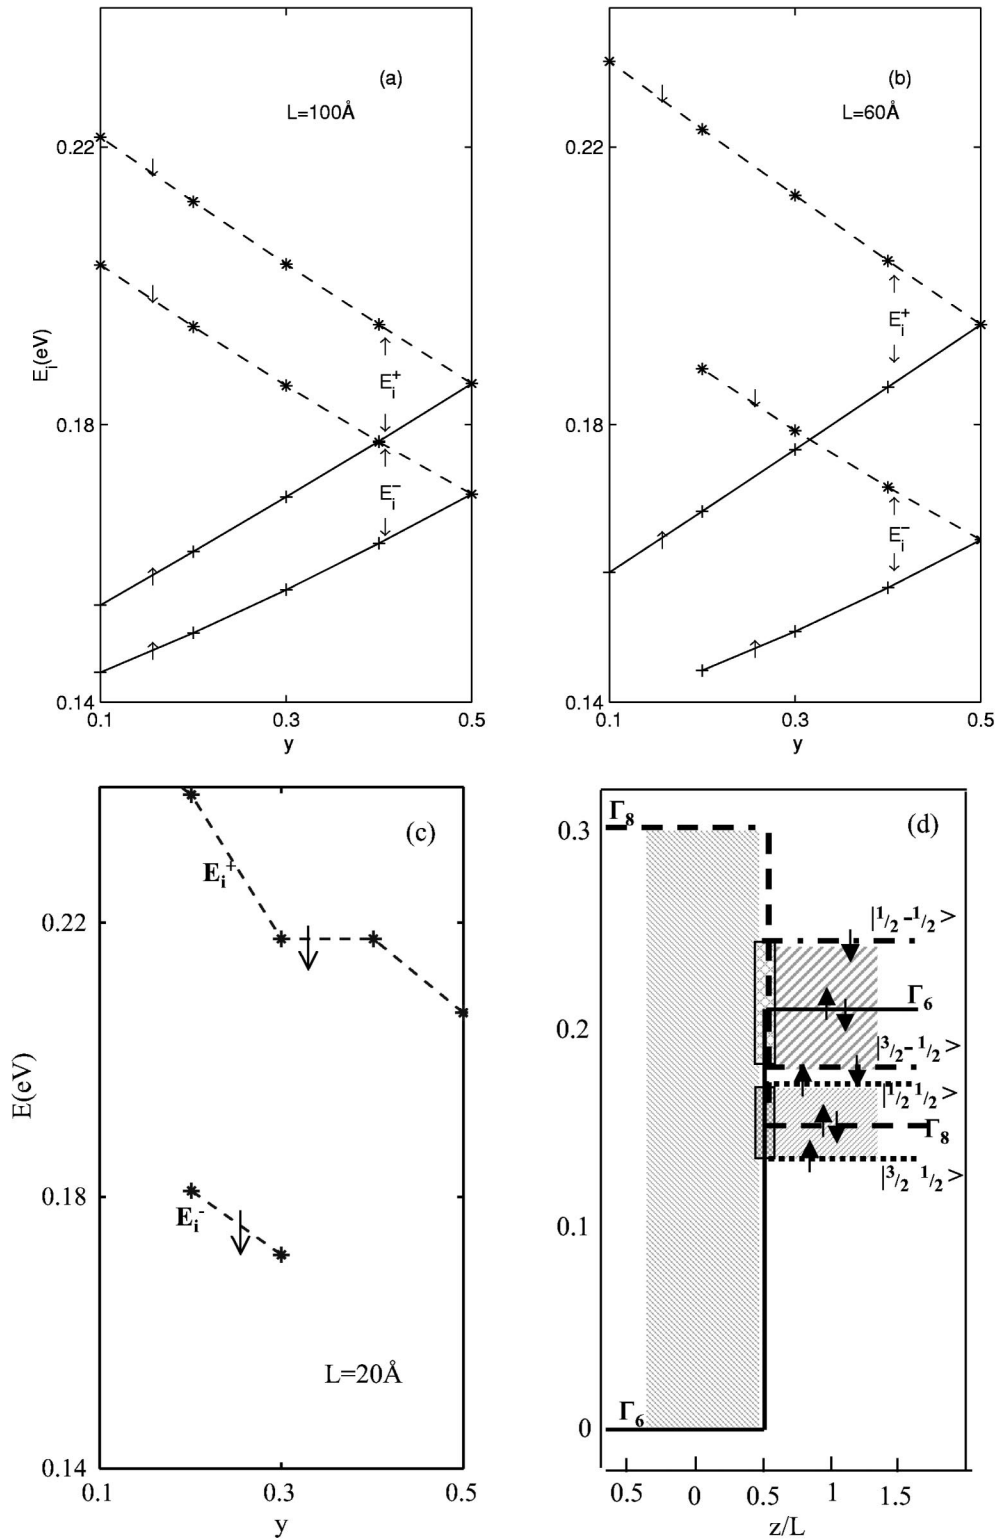 (a)
L=100Å
0.22
0.18
0.14
E_i(eV)
E_i^+
E_i^-
0.1 0.3 0.5
y
(b)
L=60Å
0.22
0.18
0.14
E_i^+
E_i^-
0.1 0.3 0.5
y
(c)
E_i^+
0.22
0.18
0.14
E(eV)
E_i^-
L=20Å
0.1 0.3 0.5
y
Γ_8 (d)
0.3
|1/2 -1/2>
Γ_6
0.2
|3/2 -1/2>
|1/2 1/2>
Γ_8
|3/2 1/2>
0.1
Γ_6
0
0.5 0 0.5 1 1.5
z/L